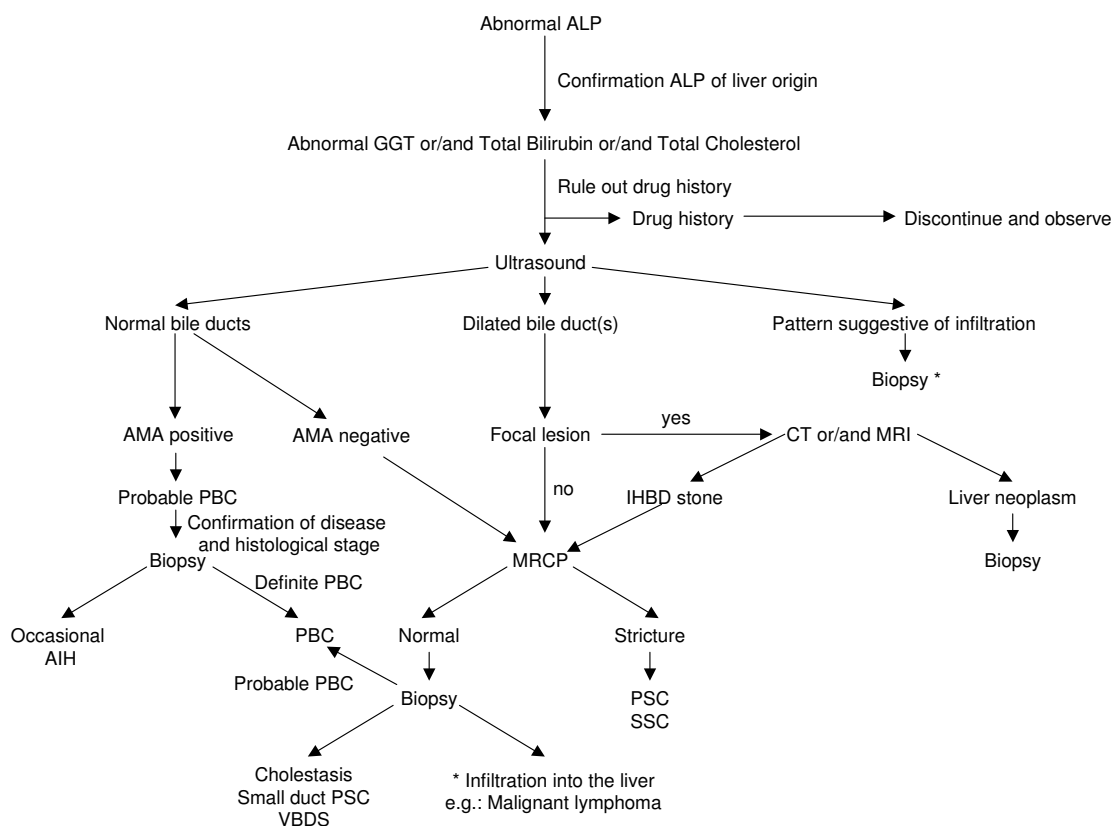 Abnormal ALP
Confirmation ALP of liver origin
Abnormal GGT or/and Total Bilirubin or/and Total Cholesterol
Rule out drug history
Drug history
Discontinue and observe
Ultrasound
Normal bile ducts
Dilated bile duct(s)
Pattern suggestive of infiltration
Biopsy *
AMA positive
AMA negative
Focal lesion
yes
CT or/and MRI
no
Probable PBC
IHBD stone
Liver neoplasm
Confirmation of disease
and histological stage
Biopsy
MRCP
Biopsy
Definite PBC
Occasional
AIH
PBC
Normal
Stricture
Probable PBC
Biopsy
PSC
SSC
Cholestasis
Small duct PSC
VBDS
* Infiltration into the liver
e.g.: Malignant lymphoma